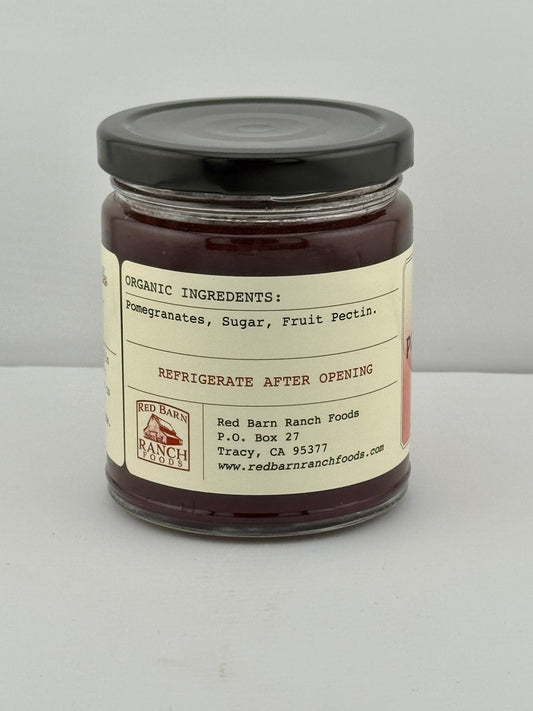 ORGANIC INGREDENTS:
Pomegranates, Sugar, Fruit Pectin.
REFRIGERATE AFTER OPENING
RED BARN
RANCH
FOODS
Red Barn Ranch Foods
P.O. Box 27
Tracy, CA 95377
www.redbarnranchfoods.com